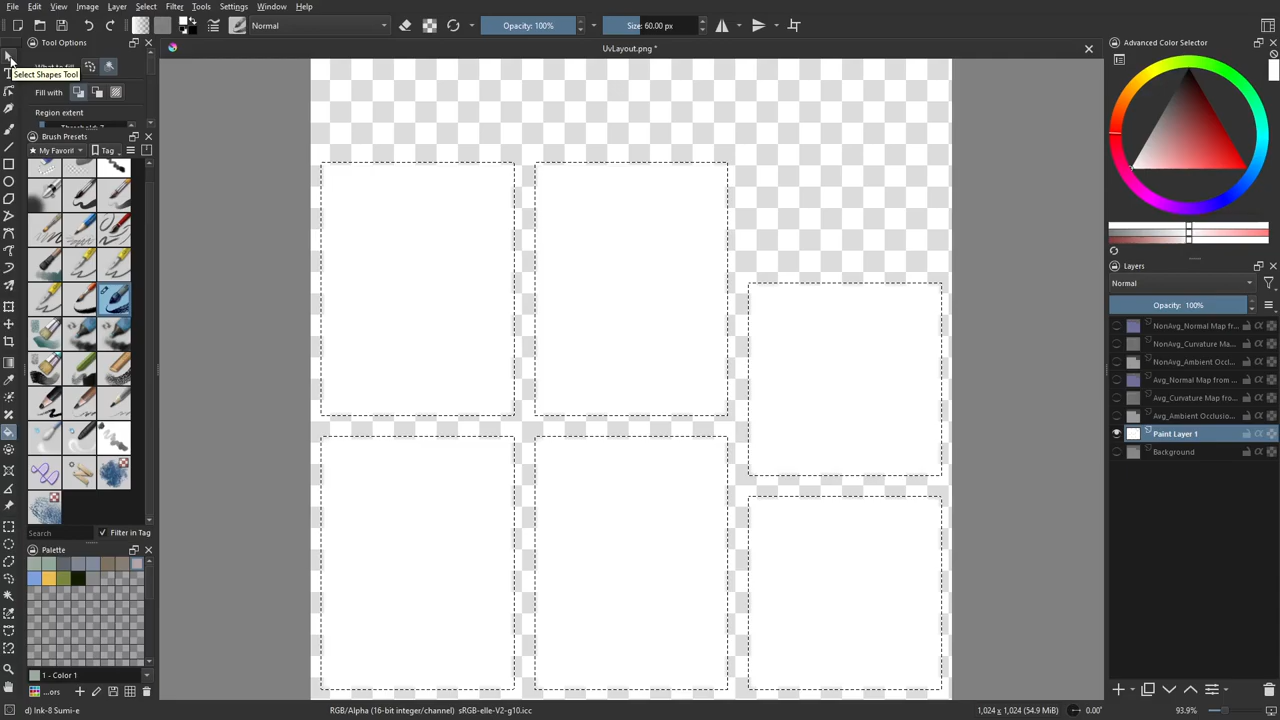 File Edit View Image Layer Select Filter Tools Settings Window Help
Normal
Opacity: 100%
Size: 60.00 px
Tool Options
UvLayout.png *
Advanced Color Selector
Select Shapes Tool
Fill with
Region extent
Brush Presets
My Favorit
Tag
Layers
Normal
Opacity: 100%
NonAvg_Normal Map fr...
NonAvg_Curvature Ma...
NonAvg_Ambient Occl...
Avg_Normal Map from ...
Avg_Curvature Map fro...
Avg_Ambient Occlusio...
Paint Layer 1
Background
Search
Filter in Tag
Palette
1 - Color 1
...ors
d) Ink-8 Sumi-e
RGB/Alpha (16-bit integer/channel) sRGB-elle-V2-g10.icc
1,024 x 1,024 (54.9 MiB)
0.00°
93.9%